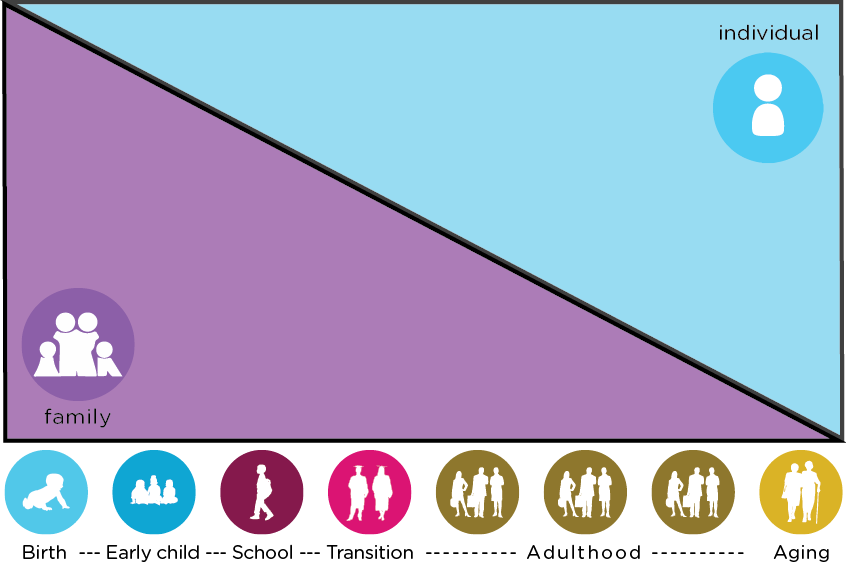 individual
family
Birth --- Early child --- School --- Transition ---------- Adulthood ---------- Aging